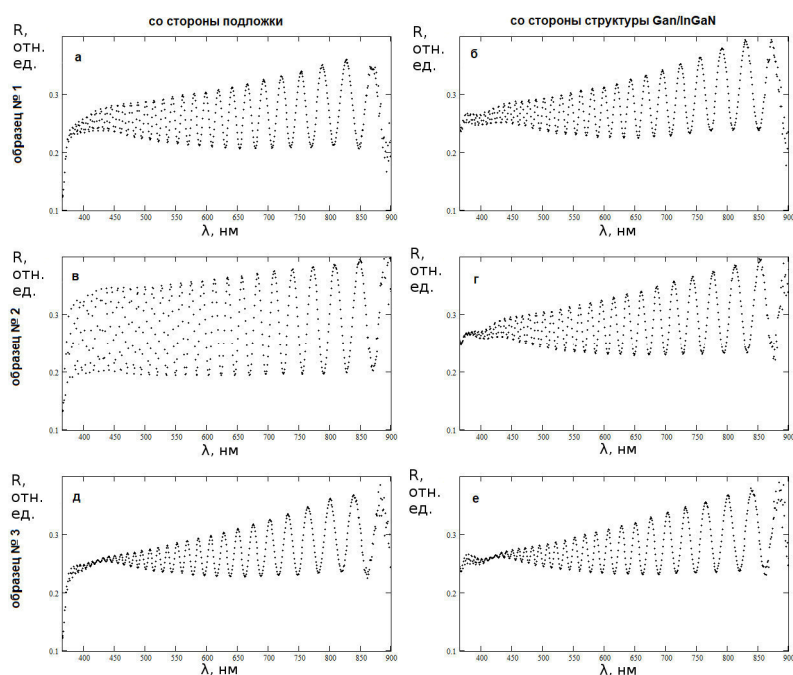 со стороны подложки
со стороны структуры Gan/InGaN
образец № 1
R,
отн.
ед.
а
0.3
0.2
0.1
400 450 500 550 600 650 700 750 800 850 900
λ, нм
R,
отн.
ед.
б
0.3
0.2
0.1
400 450 500 550 600 650 700 750 800 850 900
λ, нм
образец № 2
R,
отн.
ед.
в
0.3
0.2
0.1
400 450 500 550 600 650 700 750 800 850 900
λ, нм
R,
отн.
ед.
г
0.3
0.2
0.1
400 450 500 550 600 650 700 750 800 850 900
λ, нм
образец № 3
R,
отн.
ед.
д
0.3
0.2
0.1
400 450 500 550 600 650 700 750 800 850 900
λ, нм
R,
отн.
ед.
е
0.3
0.2
0.1
400 450 500 550 600 650 700 750 800 850 900
λ, нм